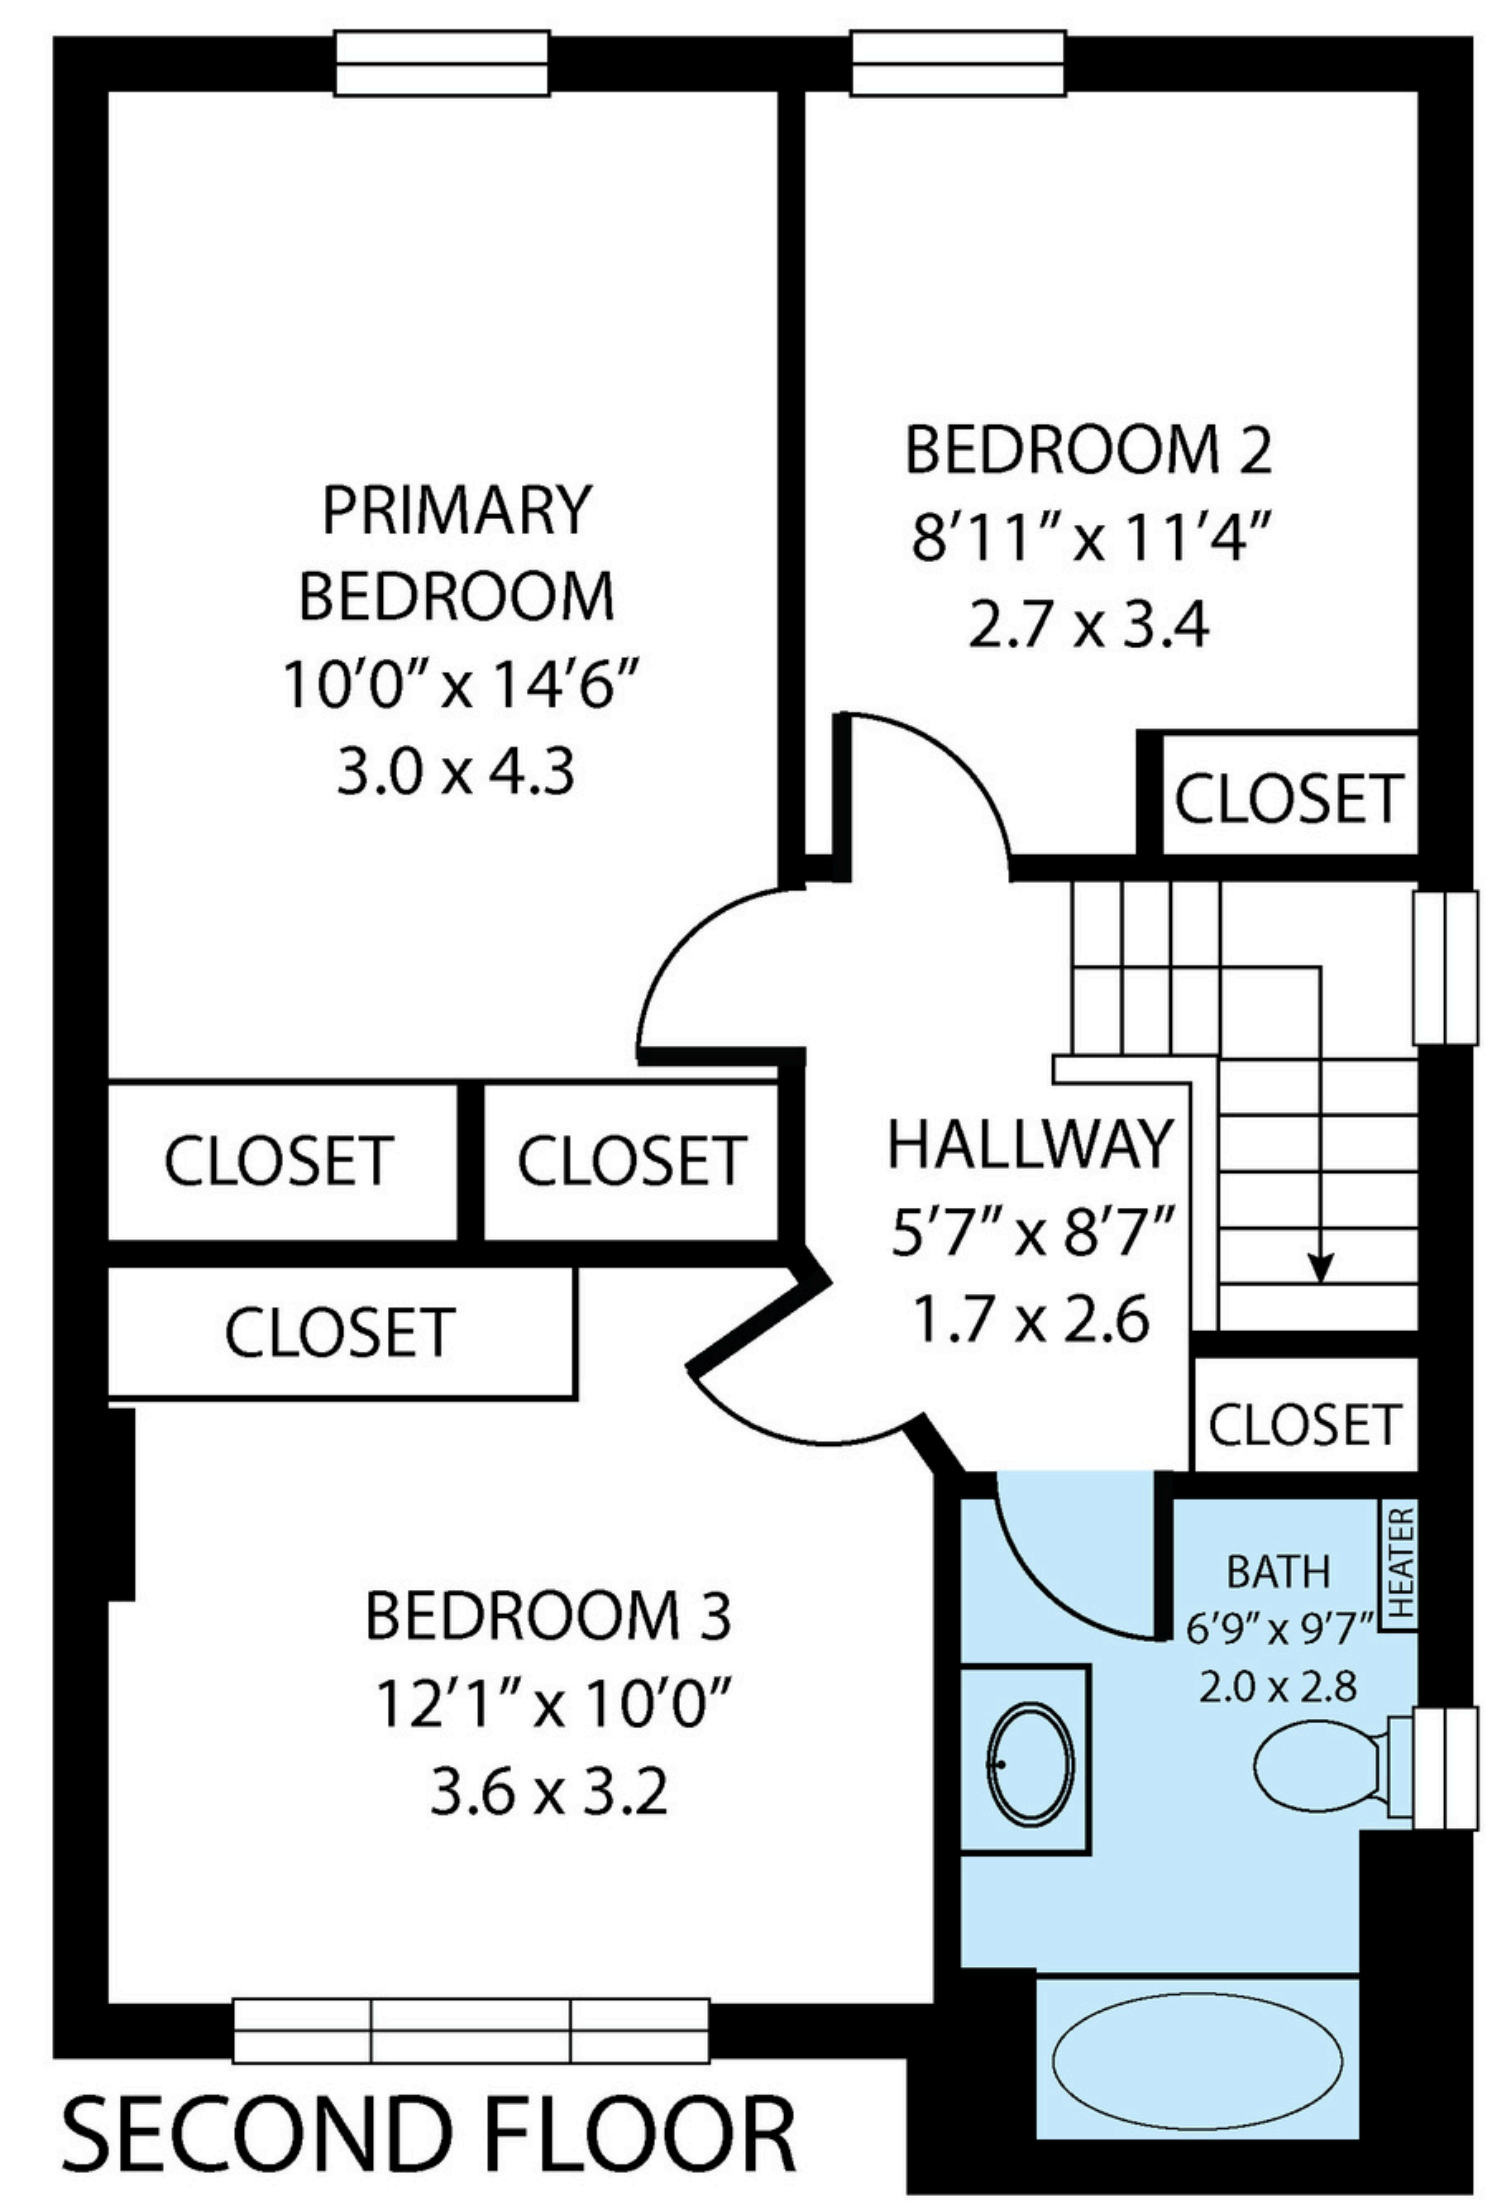 PRIMARY
BEDROOM
10’0” x 14’6”
3.0 x 4.3
BEDROOM 2
8’11” x 11’4”
2.7 x 3.4
CLOSET
CLOSET
CLOSET
HALLWAY
5’7” x 8’7”
1.7 x 2.6
CLOSET
CLOSET
BEDROOM 3
12’1” x 10’0”
3.6 x 3.2
BATH
6’9” x 9’7”
2.0 x 2.8
HEATER
SECOND FLOOR